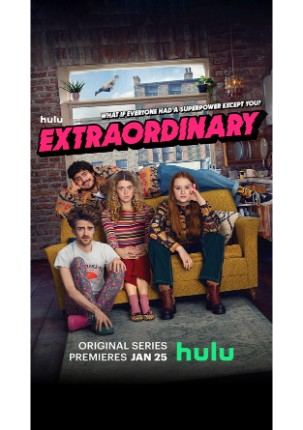 hulu
WHAT IF EVERYONE HAD A SUPERPOWER EXCEPT YOU?
EXTRAORDINARY
ORIGINAL SERIES
PREMIERES JAN 25
hulu